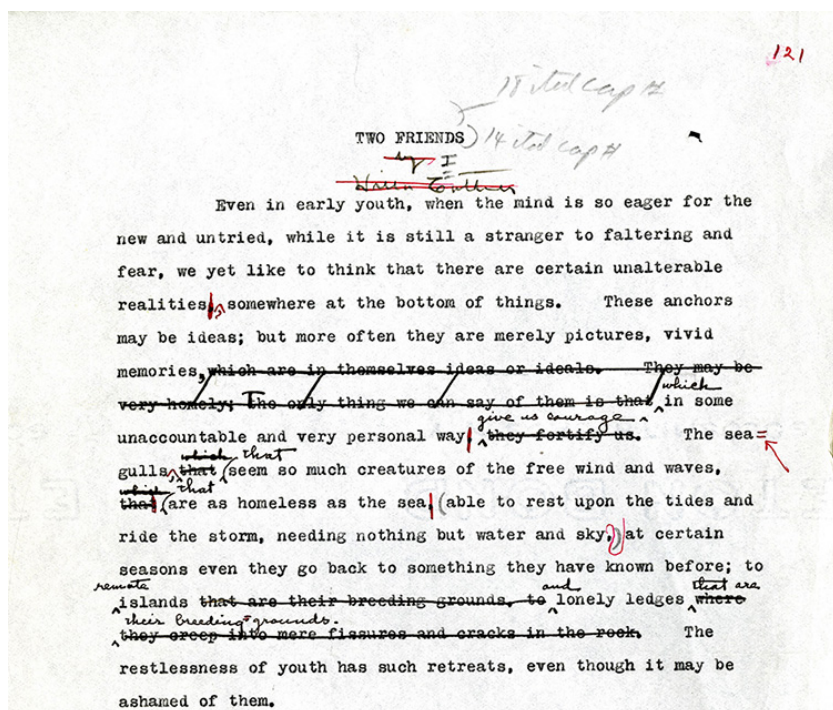 121
18 ital cap #
TWO FRIENDS) 14 ital cap #
by I
Willa Cather
Even in early youth, when the mind is so eager for the
new and untried, while it is still a stranger to faltering and
fear, we yet like to think that there are certain unalterable
realities, somewhere at the bottom of things. These anchors
may be ideas; but more often they are merely pictures, vivid
memories, which are in themselves ideas or ideals. They may be
which
very homely; The only thing we can say of them is that in some
give us courage
unaccountable and very personal way they fortify us. The sea=
which that
gulls, that (seem so much creatures of the free wind and waves,
which that
that (are as homeless as the sea, (able to rest upon the tides and
ride the storm, needing nothing but water and sky,) at certain
seasons even they go back to something they have known before; to
remote and that are
islands that are their breeding grounds, to lonely ledges where
their breeding-grounds.
they creep into mere fissures and cracks in the rock. The
restlessness of youth has such retreats, even though it may be
ashamed of them.